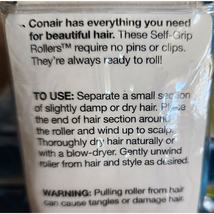 Conair has everything you need
for beautiful hair. These Self-Grip
Rollers™ require no pins or clips.
They're always ready to roll!
TO USE: Separate a small section
of slightly damp or dry hair. Place
the end of hair section around
the roller and wind up to scalp.
Thoroughly dry hair naturally or
with a blow-dryer. Gently unwind
roller from hair and style as desired.
WARNING: Pulling roller from hair
can cause tangles or damage hair.